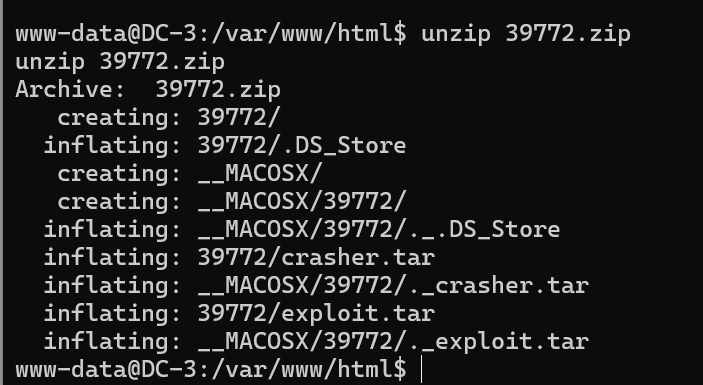 www-data@DC-3:/var/www/html$ unzip 39772.zip
unzip 39772.zip
Archive:  39772.zip
   creating: 39772/
  inflating: 39772/.DS_Store
   creating: __MACOSX/
   creating: __MACOSX/39772/
  inflating: __MACOSX/39772/._.DS_Store
  inflating: 39772/crasher.tar
  inflating: __MACOSX/39772/._crasher.tar
  inflating: 39772/exploit.tar
  inflating: __MACOSX/39772/._exploit.tar
www-data@DC-3:/var/www/html$